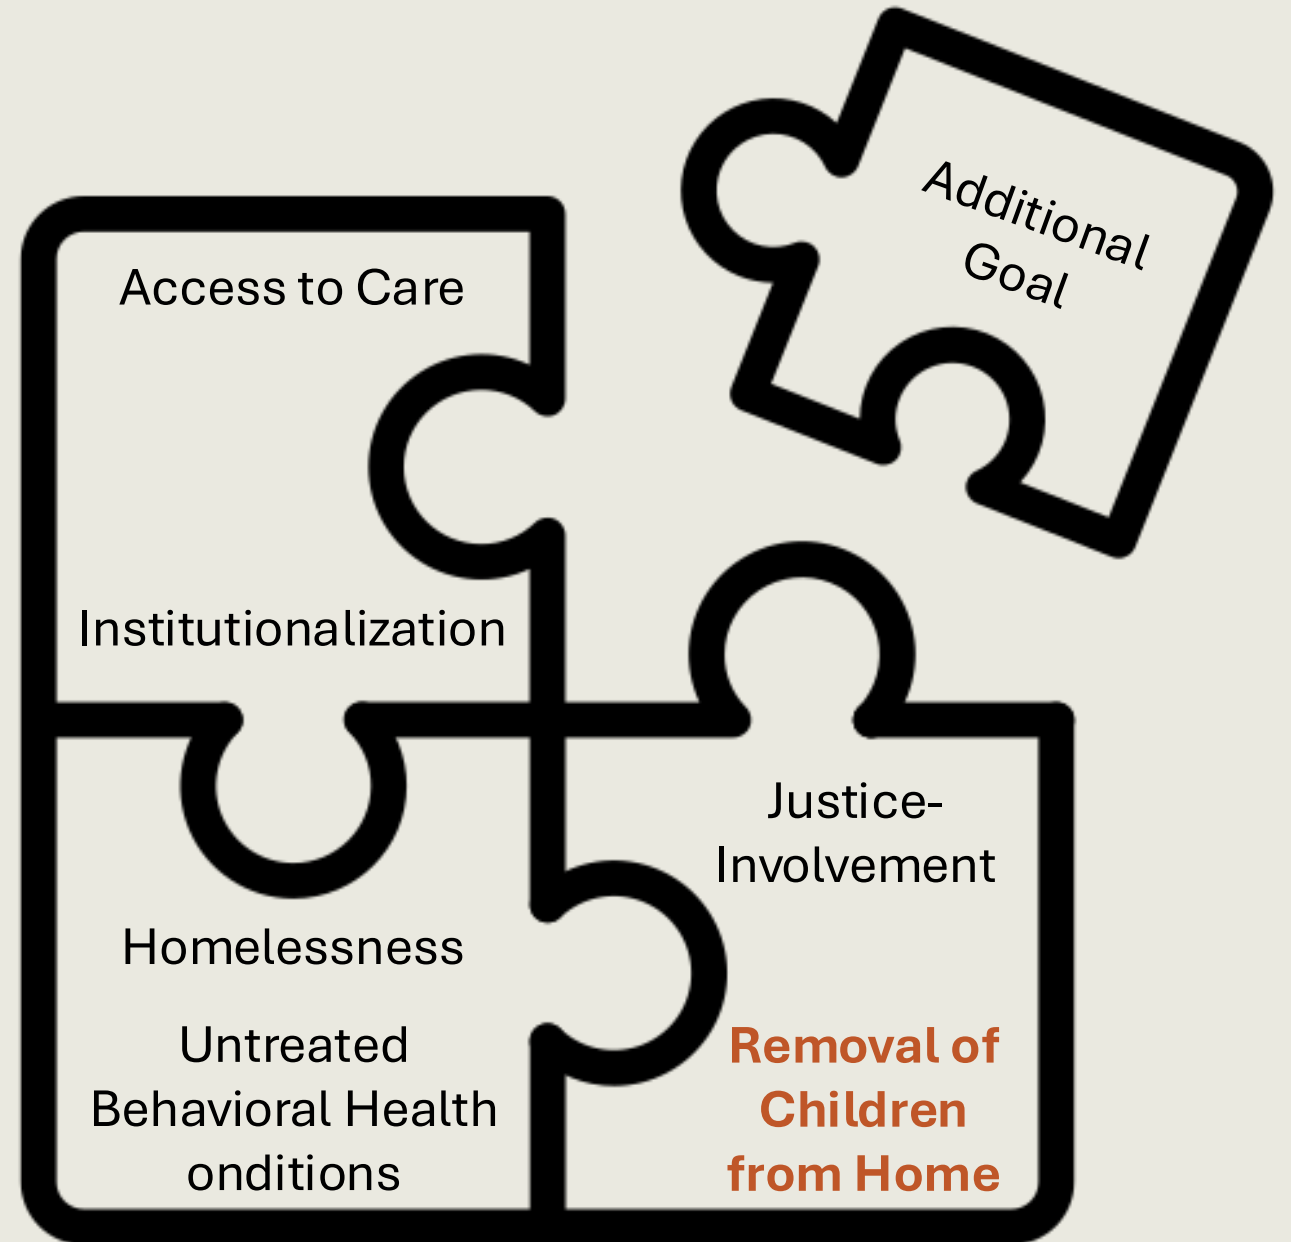 Additional
Goal
Access to Care
Institutionalization
Homelessness
Untreated
Behavioral Health
onditions
Justice-
Involvement
Removal of
Children
from Home